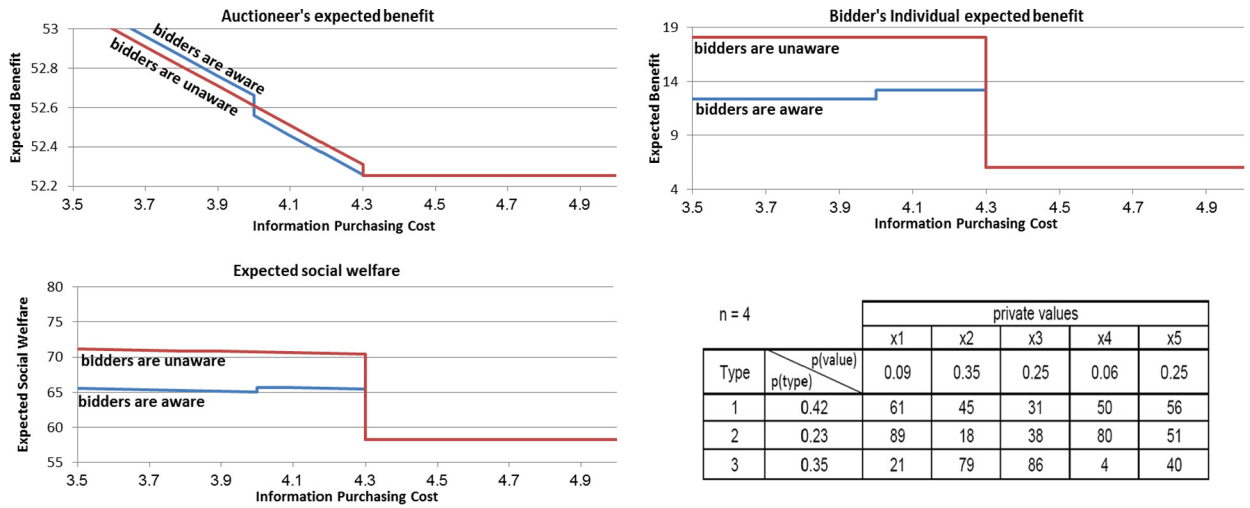 Auctioneer's expected benefit
53
52.8
52.6
52.4
52.2
Expected Benefit
bidders are aware
bidders are unaware
3.5 3.7 3.9 4.1 4.3 4.5 4.7 4.9
Information Purchasing Cost
Bidder's Individual expected benefit
19
14
9
4
Expected Benefit
bidders are unaware
bidders are aware
3.5 3.7 3.9 4.1 4.3 4.5 4.7 4.9
Information Purchasing Cost
Expected social welfare
80
75
70
65
60
55
Expected Social Welfare
bidders are unaware
bidders are aware
3.5 3.7 3.9 4.1 4.3 4.5 4.7 4.9
Information Purchasing Cost
n = 4 private values
x1 x2 x3 x4 x5
Type p(value) p(type) 0.09 0.35 0.25 0.06 0.25
1 0.42 61 45 31 50 56
2 0.23 89 18 38 80 51
3 0.35 21 79 86 4 40